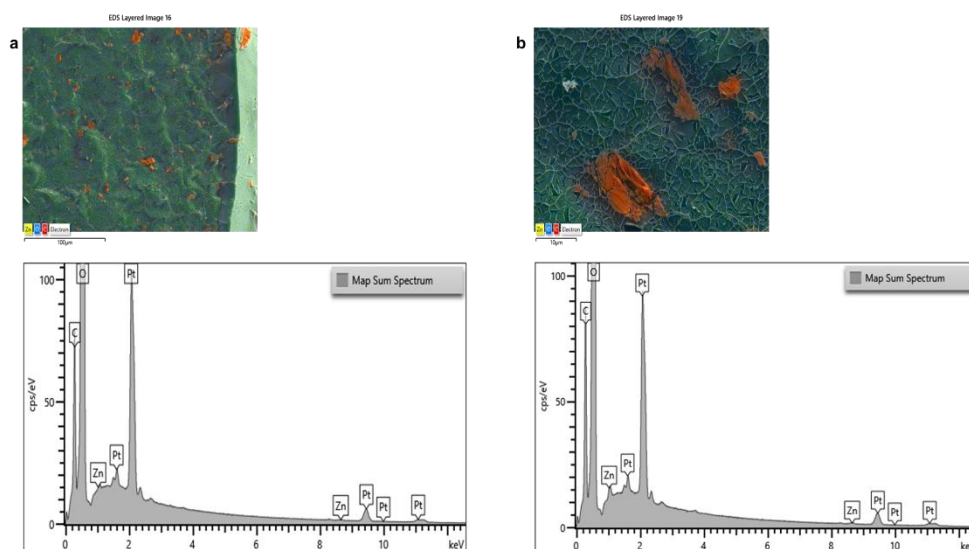 EDS Layered Image 16
a
Zn
Electron
100μm
Map Sum Spectrum
100
50
0
cps/eV
C
O
Zn
Pt
Pt
Zn
Pt
Pt
Pt
0 2 4 6 8 10 keV
EDS Layered Image 19
b
Zn
Electron
10μm
Map Sum Spectrum
100
50
0
cps/eV
C
O
Zn
Pt
Pt
Zn
Pt
Pt
Pt
0 2 4 6 8 10